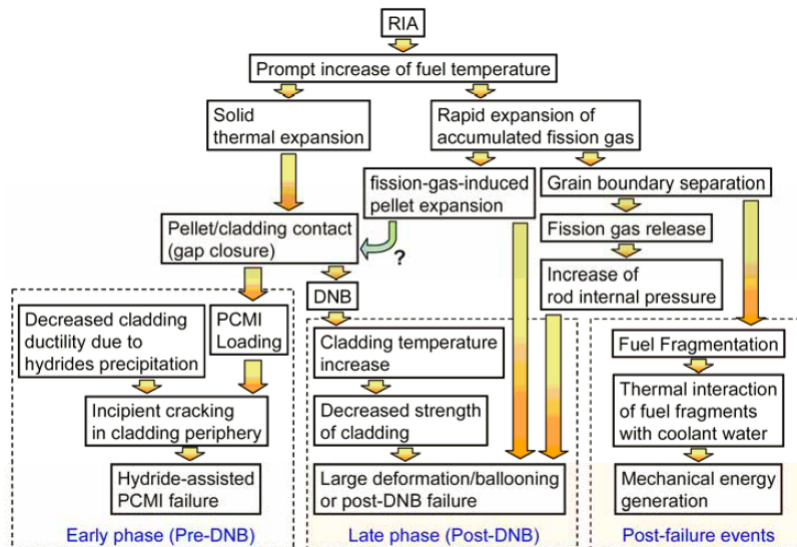 RIA
Prompt increase of fuel temperature
Solid
thermal expansion
Rapid expansion of
accumulated fission gas
fission-gas-induced
pellet expansion
Grain boundary separation
Pellet/cladding contact
(gap closure)
?
Fission gas release
DNB
Increase of
rod internal pressure
Decreased cladding
ductility due to
hydrides precipitation
PCMI
Loading
Cladding temperature
increase
Fuel Fragmentation
Incipient cracking
in cladding periphery
Decreased strength
of cladding
Thermal interaction
of fuel fragments
with coolant water
Hydride-assisted
PCMI failure
Large deformation/ballooning
or post-DNB failure
Mechanical energy
generation
Early phase (Pre-DNB)
Late phase (Post-DNB)
Post-failure events